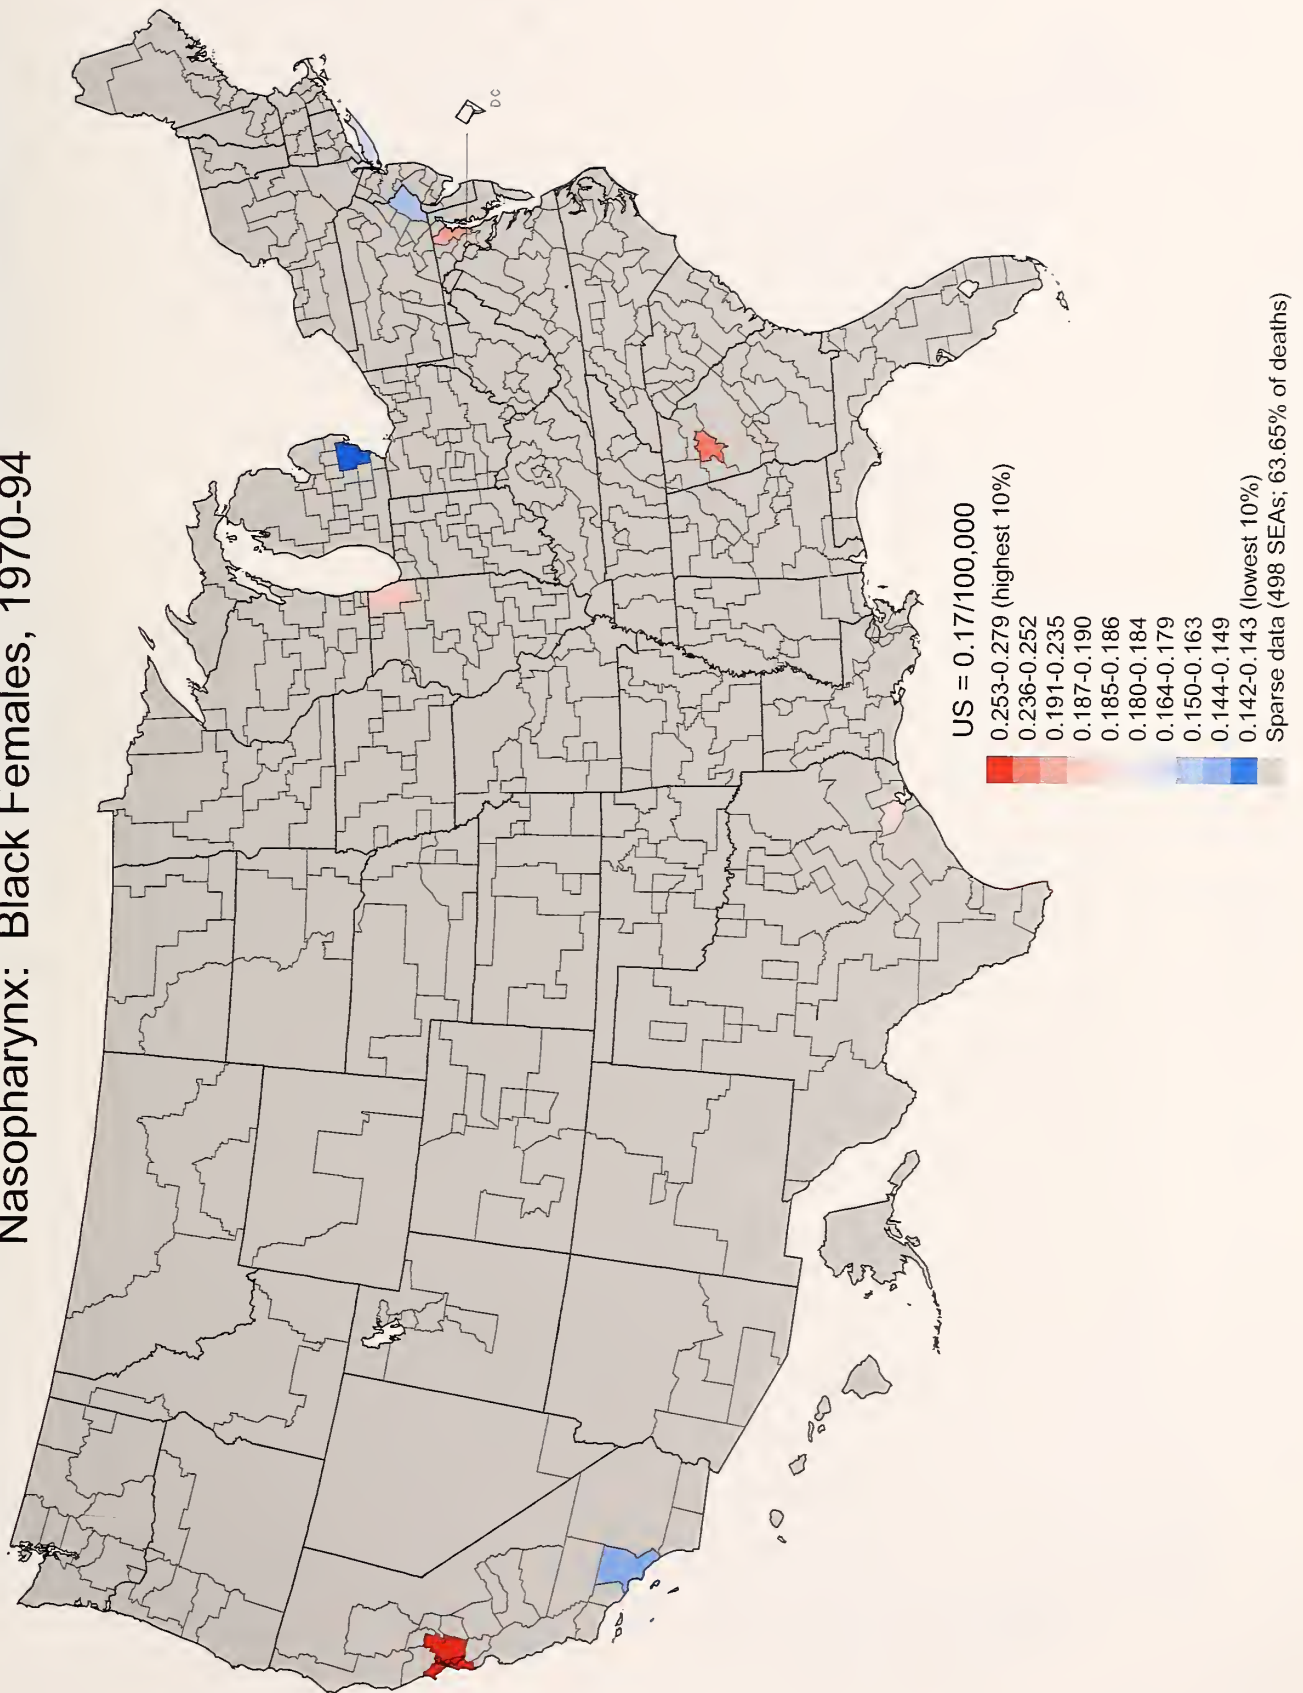 Nasopharynx: Black Females, 1970-94
DC
US = 0.17/100,000
0.253-0.279 (highest 10%)
0.236-0.252
0.191-0.235
0.187-0.190
0.185-0.186
0.180-0.184
0.164-0.179
0.150-0.163
0.144-0.149
0.142-0.143 (lowest 10%)
Sparse data (498 SEAs; 63.65% of deaths)